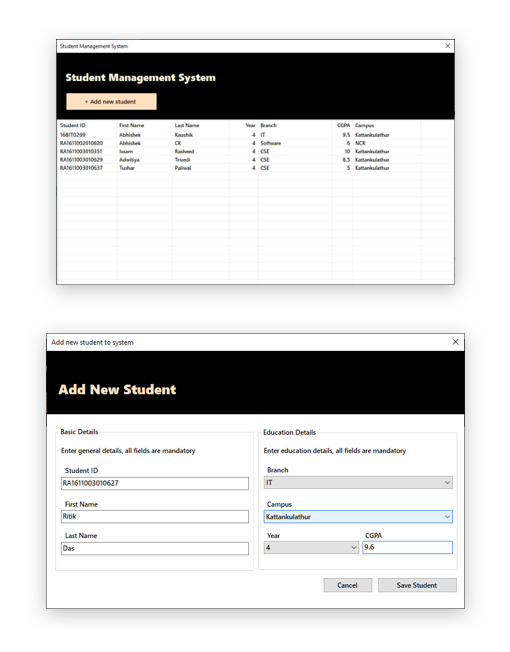 Student Management System
Student Management System
+ Add new student
Student ID First Name Last Name Year Branch CGPA Campus
16BIT0269 Abhishek Kaushik 4 IT 9.5 Kattankulathur
RA1611002010620 Abhishek CK 4 Software 6 NCR
RA1611003010351 Issam Rasheed 4 CSE 10 Kattankulathur
RA1611003010629 Adwitiya Trivedi 4 CSE 8.5 Kattankulathur
RA1611003010637 Tushar Paliwal 4 CSE 5 Kattankulathur
Add new student to system
Add New Student
Basic Details
Enter general details, all fields are mandatory
Student ID
RA1611003010627
First Name
Ritik
Last Name
Das
Education Details
Enter education details, all fields are mandatory
Branch
IT
Campus
Kattankulathur
Year CGPA
4 9.6
Cancel Save Student